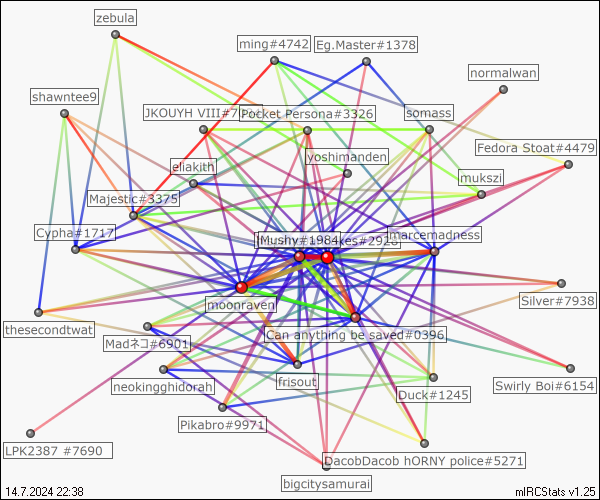 zebula
ming#4742
Eg.Master#1378
normalwan
shawntee9
JKOUYH VIII#7
Pocket Persona#3326
somass
Fedora Stoat#4479
yoshimanden
eliakith
mukszi
Majestic#3375
Cypha#1717
[Mushy#1984
kes#2928
marcemadness
moonraven
Silver#7938
thesecondtwat
Can anything be saved#0396
Madネコ#6901
neokingghidorah
frisout
Swirly Boi#6154
Duck#1245
Pikabro#9971
LPK2387 #7690
DacobDacob hORNY police#5271
bigcitysamurai
14.7.2024 22:38
mIRCStats v1.25